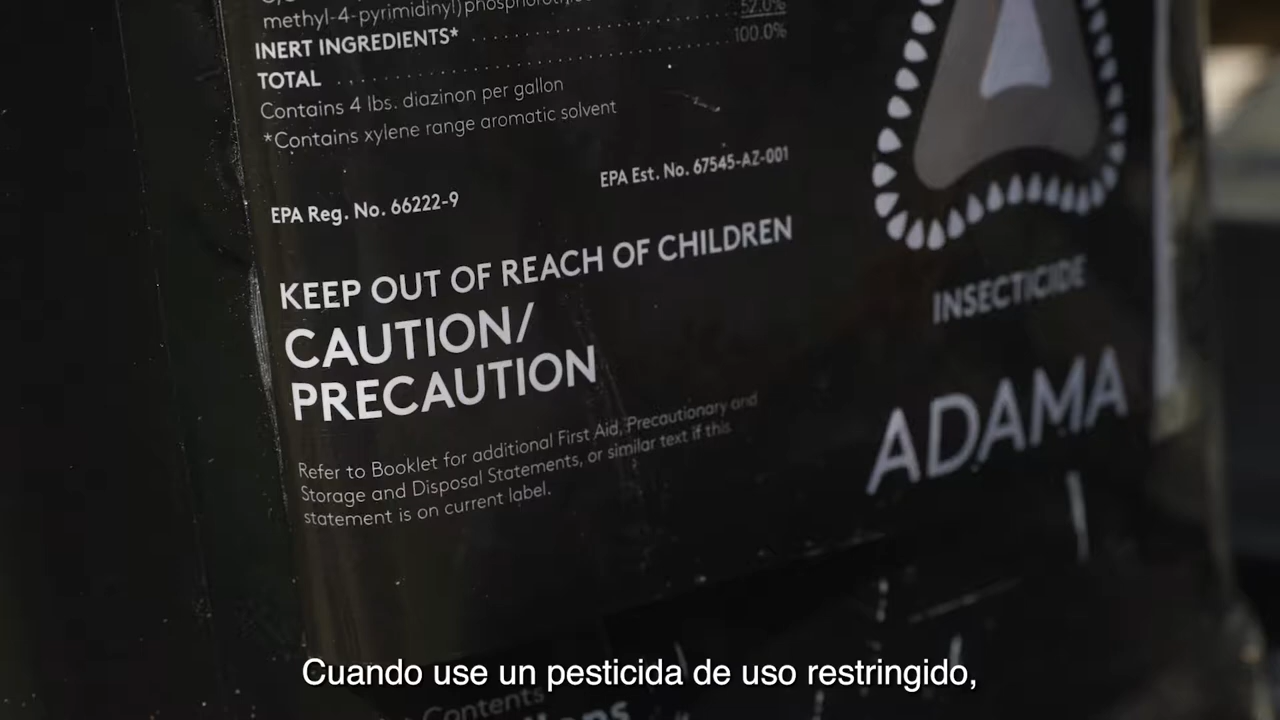 methyl-4-pyrimidinyl)
INERT INGREDIENTS* 52.0%
TOTAL 100.0%
Contains 4 lbs. diazinon per gallon
*Contains xylene range aromatic solvent
EPA Reg. No. 66222-9
EPA Est. No. 67545-AZ-001
KEEP OUT OF REACH OF CHILDREN
CAUTION/
PRECAUTION
Refer to Booklet for additional First Aid, Precautionary and
Storage and Disposal Statements, or similar text if this
statement is on current label.
INSECTICIDE
ADAMA
Contents
Cuando use un pesticida de uso restringido,